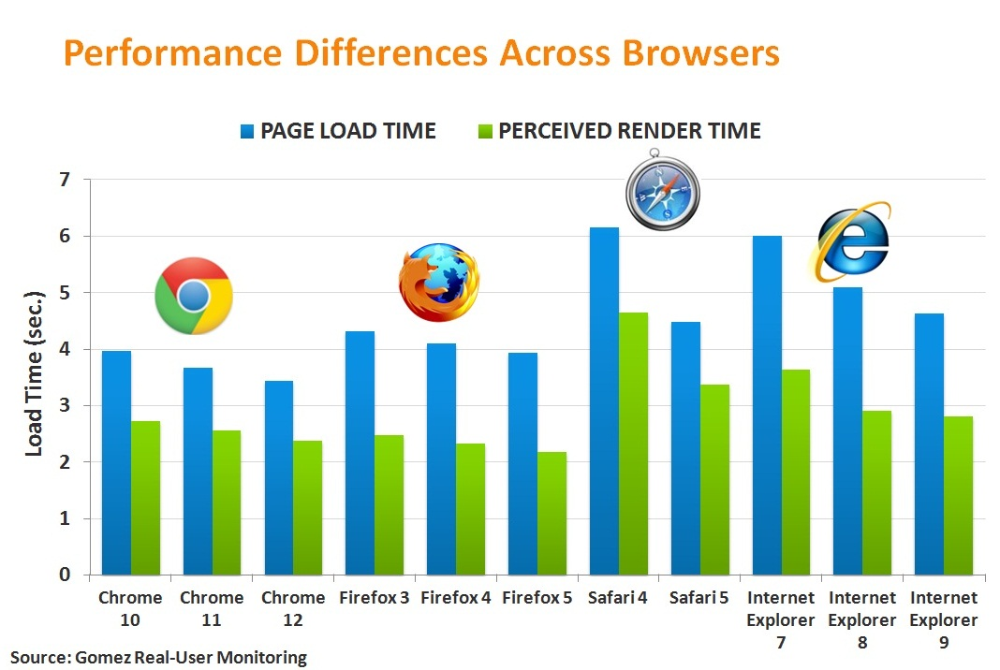 Performance Differences Across Browsers
PAGE LOAD TIME
PERCEIVED RENDER TIME
7
6
5
4
3
2
1
0
Load Time (sec.)
Chrome
10
Chrome
11
Chrome
12
Firefox 3
Firefox 4
Firefox 5
Safari 4
Safari 5
Internet
Explorer
7
Internet
Explorer
8
Internet
Explorer
9
Source: Gomez Real-User Monitoring